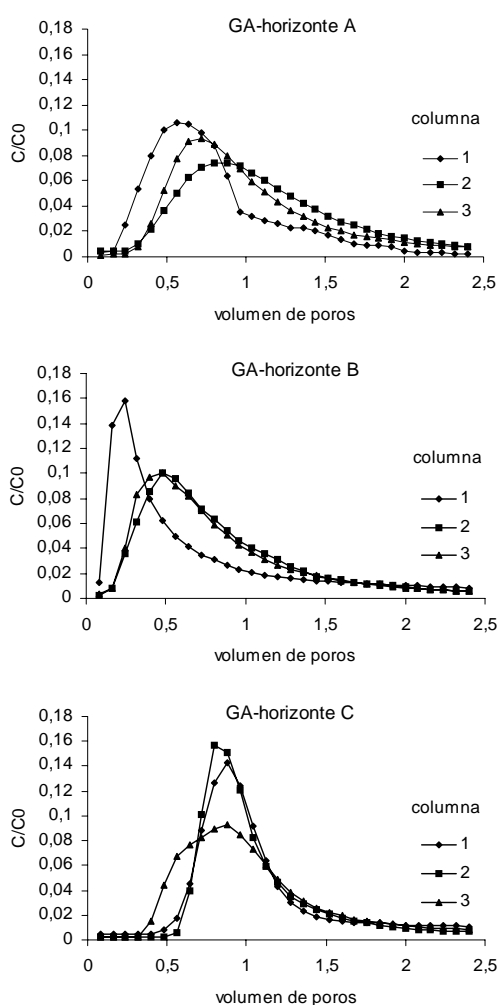 GA-horizonte A
0,18
0,16
0,14
0,12
0,1
0,08
0,06
0,04
0,02
0
C/C0
columna
1
2
3
0 0,5 1 1,5 2 2,5
volumen de poros
GA-horizonte B
0,18
0,16
0,14
0,12
0,1
0,08
0,06
0,04
0,02
0
C/C0
columna
1
2
3
0 0,5 1 1,5 2 2,5
volumen de poros
GA-horizonte C
0,18
0,16
0,14
0,12
0,1
0,08
0,06
0,04
0,02
0
C/C0
columna
1
2
3
0 0,5 1 1,5 2 2,5
volumen de poros